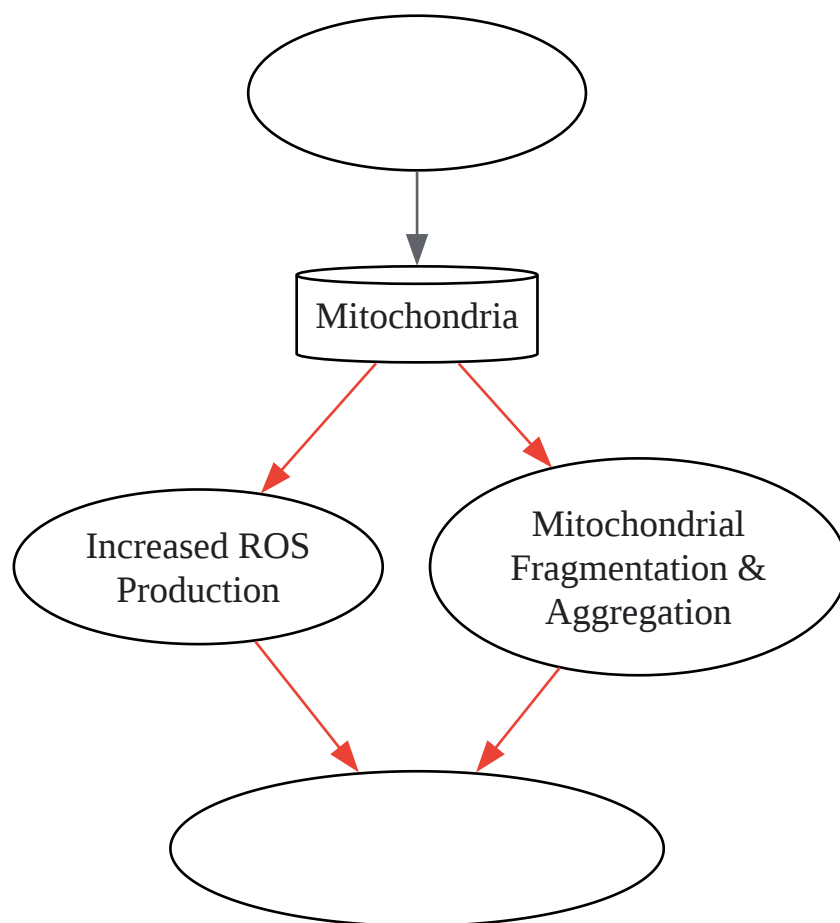 Mitochondria
Increased ROS
Production
Mitochondrial
Fragmentation &
Aggregation